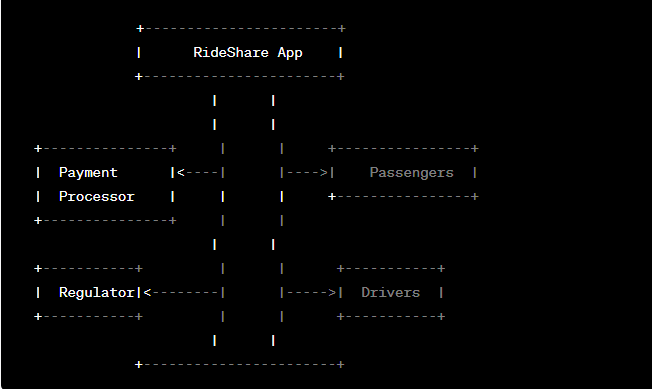 RideShare App
Payment Passengers
Processor
Regulator Drivers